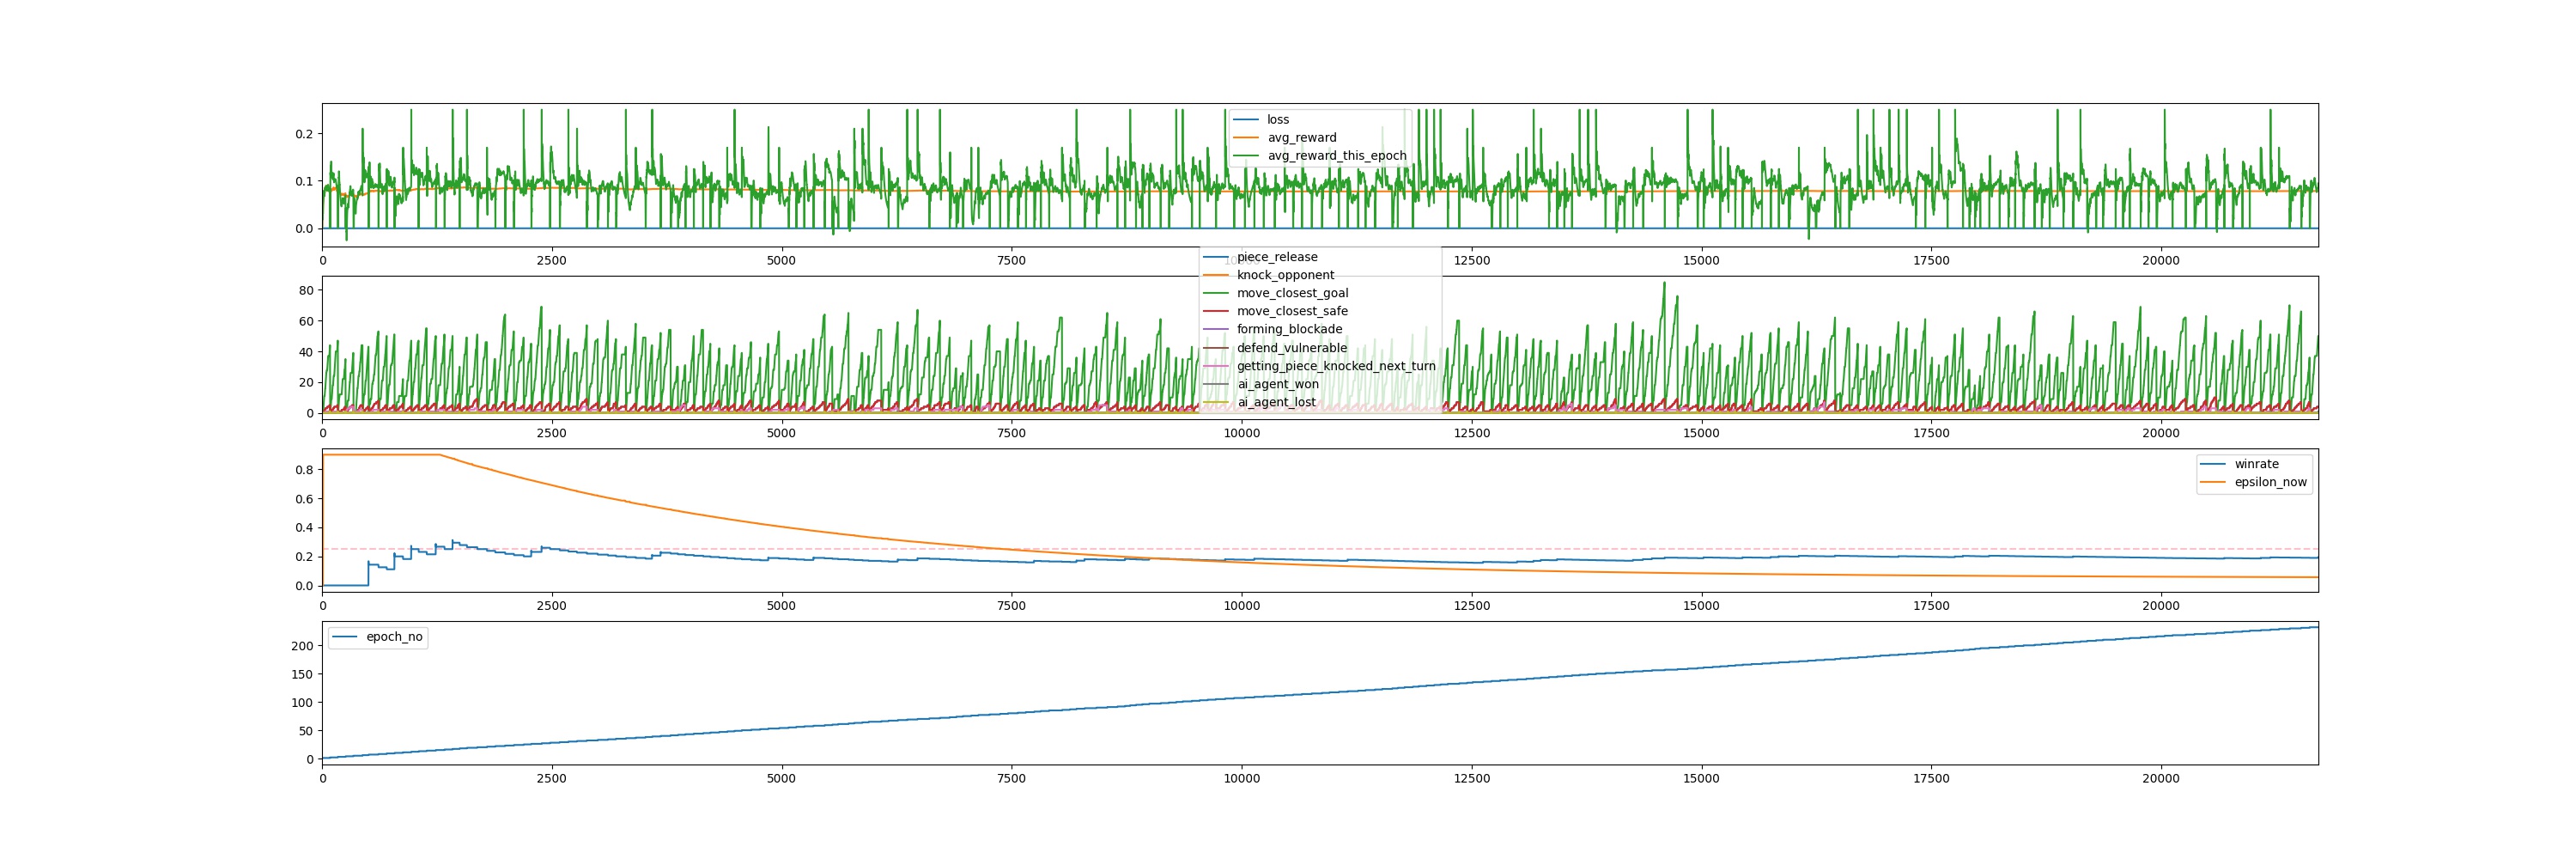 0.2
0.1
0.0
loss
avg_reward
avg_reward_this_epoch
0 2500 5000 7500 12500 15000 17500 20000
80
60
40
20
0
piece_release
knock_opponent
move_closest_goal
move_closest_safe
forming_blockade
defend_vulnerable
getting_piece_knocked_next_turn
ai_agent_won
ai_agent_lost
0 2500 5000 7500 10000 12500 15000 17500 20000
0.8
0.6
0.4
0.2
0.0
winrate
epsilon_now
0 2500 5000 7500 10000 12500 15000 17500 20000
200
150
100
50
0
epoch_no
0 2500 5000 7500 10000 12500 15000 17500 20000